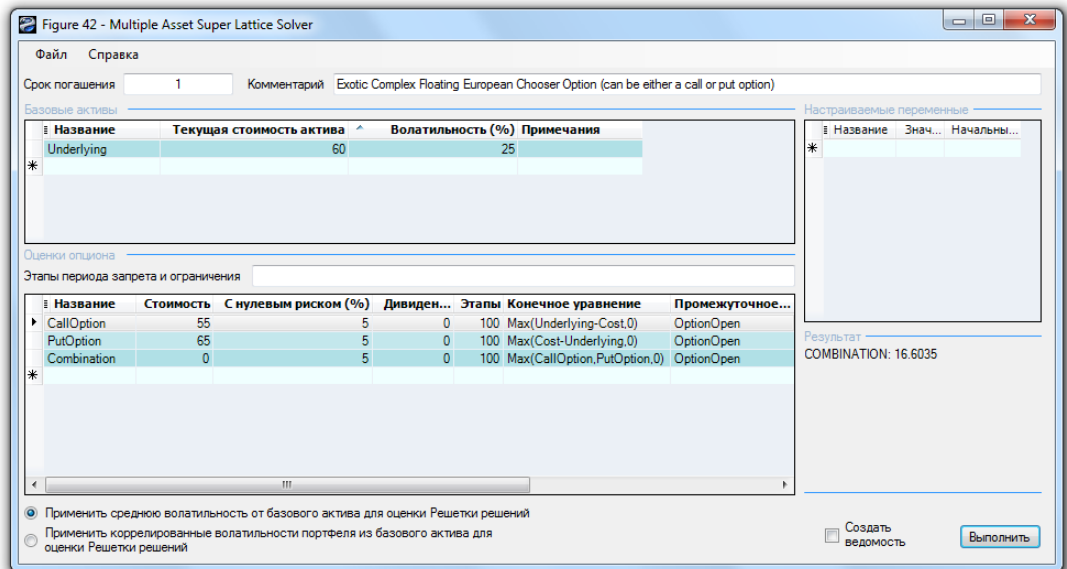 Figure 42 - Multiple Asset Super Lattice Solver
Файл Справка
Срок погашения 1 Комментарий Exotic Complex Floating European Chooser Option (can be either a call or put option)
Базовые активы
Название Текущая стоимость актива Волатильность (%) Примечания
Underlying 60 25
Настраиваемые переменные
Название Знач... Начальны...
Оценки опциона
Этапы периода запрета и ограничения
Название Стоимость С нулевым риском (%) Дивиден... Этапы Конечное уравнение Промежуточное...
CallOption 55 5 0 100 Max(Underlying-Cost,0) OptionOpen
PutOption 65 5 0 100 Max(Cost-Underlying,0) OptionOpen
Combination 0 5 0 100 Max(CallOption,PutOption,0) OptionOpen
Результат
COMBINATION: 16.6035
Применить среднюю волатильность от базового актива для оценки Решетки решений
Применить коррелированные волатильности портфеля из базового актива для
оценки Решетки решений
Создать
ведомость
Выполнить